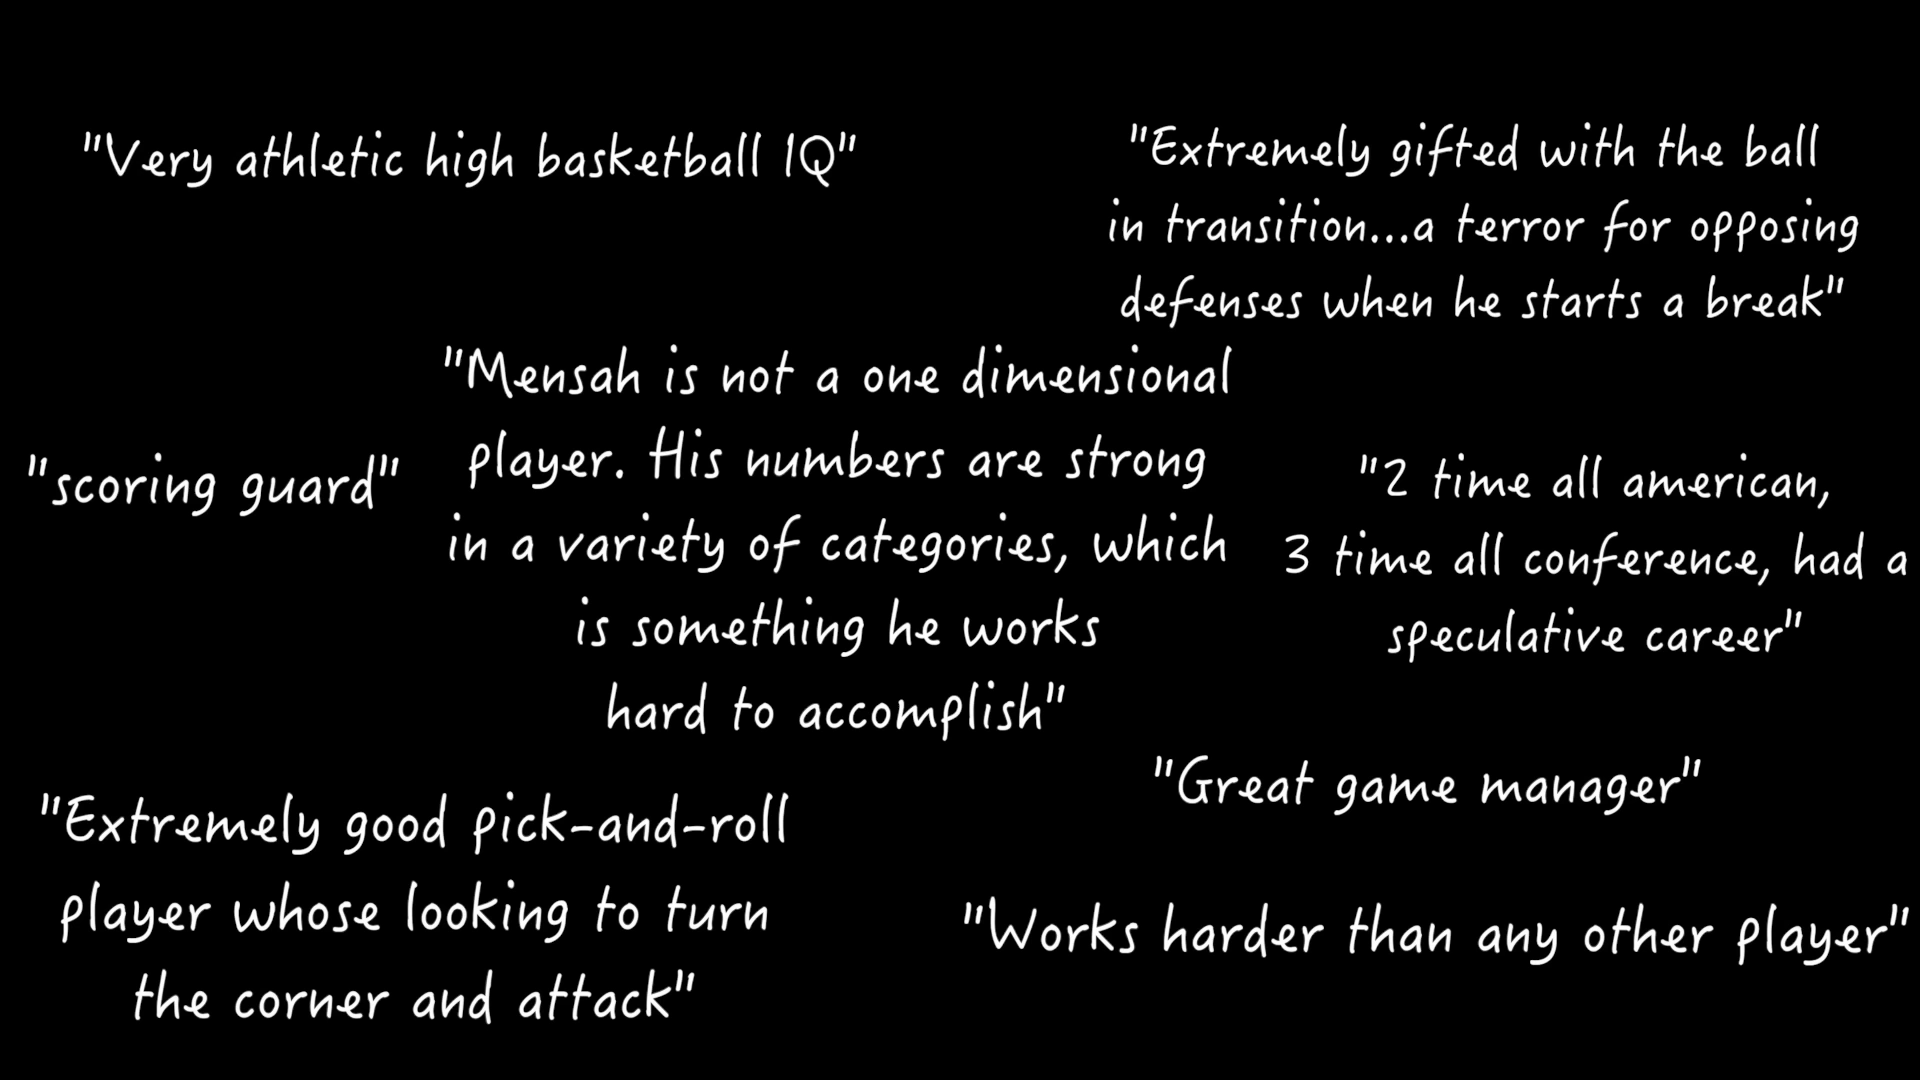 "Very athletic high basketball IQ"
"Extremely gifted with the ball
in transition...a terror for opposing
defenses when he starts a break"
"Mensah is not a one dimensional
player. His numbers are strong
in a variety of categories, which
is something he works
hard to accomplish"
"scoring guard"
"2 time all american,
3 time all conference, had a
speculative career"
"Great game manager"
"Extremely good pick-and-roll
player whose looking to turn
the corner and attack"
"Works harder than any other player"